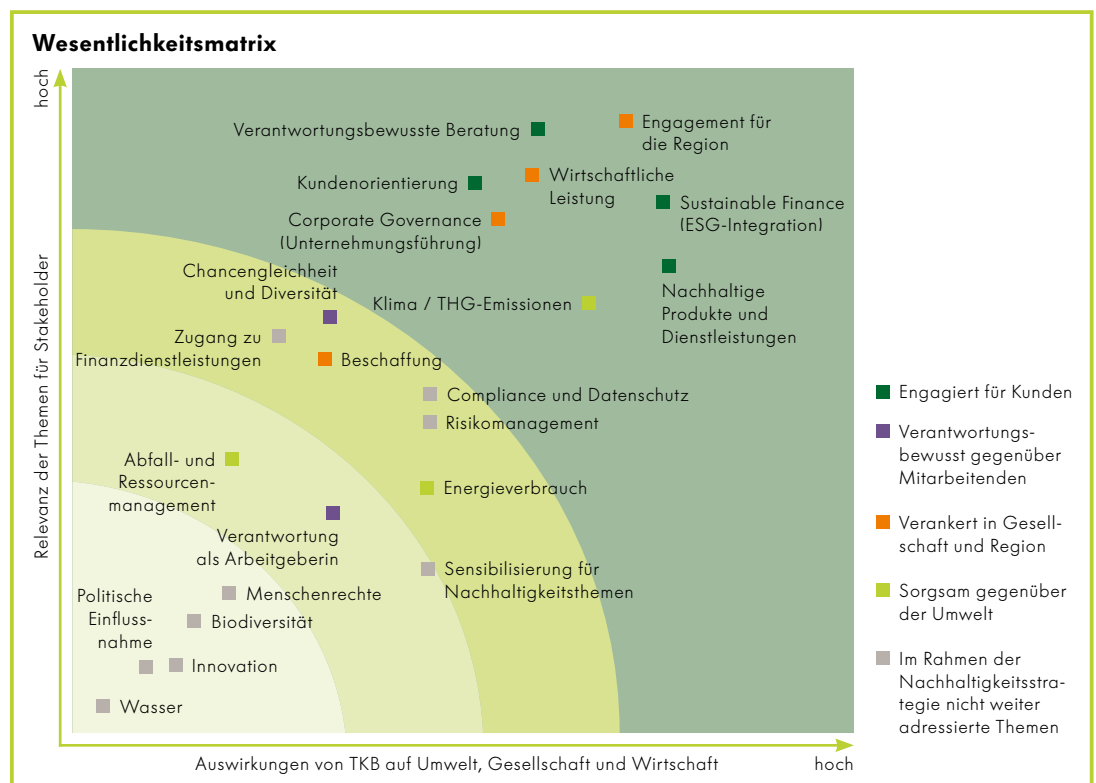 Wesentlichkeitsmatrix
hoch
Relevanz der Themen für Stakeholder
Verantwortungsbewusste Beratung
Engagement für
die Region
Kundenorientierung
Wirtschaftliche
Leistung
Corporate Governance
(Unternehmungsführung)
Sustainable Finance
(ESG-Integration)
Chancengleichheit
und Diversität
Klima / THG-Emissionen
Nachhaltige
Produkte und
Dienstleistungen
Zugang zu
Finanzdienstleistungen
Beschaffung
Compliance und Datenschutz
Risikomanagement
Abfall- und
Ressourcen-
management
Energieverbrauch
Verantwortung
als Arbeitgeberin
Sensibilisierung für
Nachhaltigkeitsthemen
Menschenrechte
Politische
Einfluss-
nahme
Biodiversität
Innovation
Wasser
Auswirkungen von TKB auf Umwelt, Gesellschaft und Wirtschaft
hoch
Engagiert für Kunden
Verantwortungs-
bewusst gegenüber
Mitarbeitenden
Verankert in Gesell-
schaft und Region
Sorgsam gegenüber
der Umwelt
Im Rahmen der
Nachhaltigkeitsstra-
tegie nicht weiter
adressierte Themen